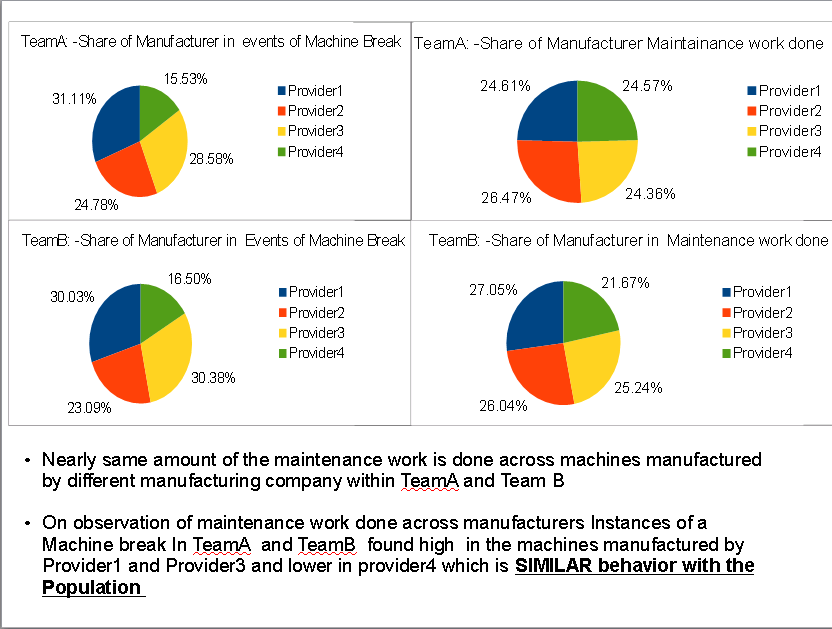 TeamA: -Share of Manufacturer in events of Machine Break
15.53%
31.11%
28.58%
24.78%
Provider1
Provider2
Provider3
Provider4
TeamA: -Share of Manufacturer Maintainance work done
24.61%
24.57%
26.47%
24.36%
Provider1
Provider2
Provider3
Provider4
TeamB: -Share of Manufacturer in Events of Machine Break
16.50%
30.03%
30.38%
23.09%
Provider1
Provider2
Provider3
Provider4
TeamB: -Share of Manufacturer in Maintenance work done
27.05%
21.67%
25.24%
26.04%
Provider1
Provider2
Provider3
Provider4
• Nearly same amount of the maintenance work is done across machines manufactured
by different manufacturing company within TeamA and Team B
• On observation of maintenance work done across manufacturers Instances of a
Machine break In TeamA and TeamB found high in the machines manufactured by
Provider1 and Provider3 and lower in provider4 which is SIMILAR behavior with the
Population